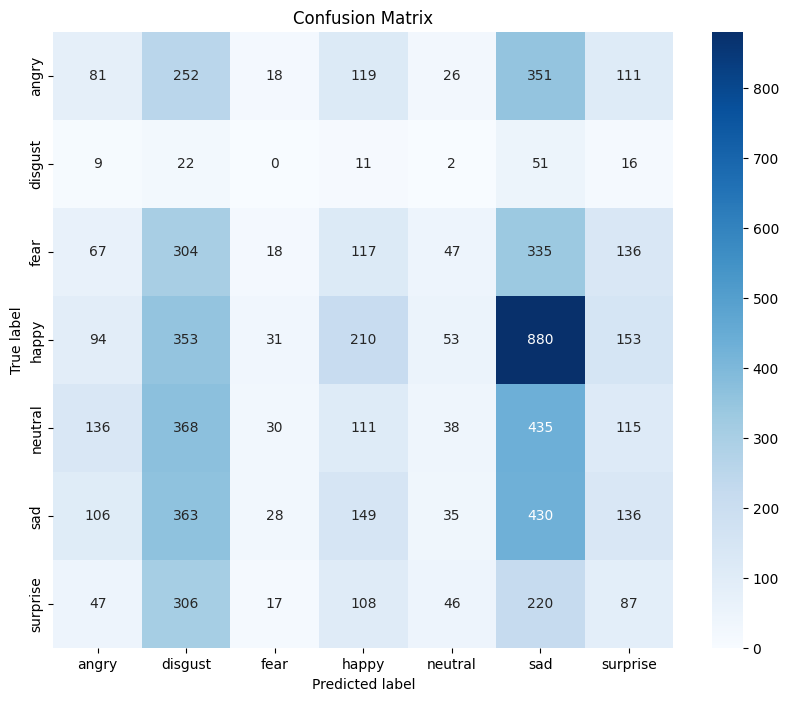 Confusion Matrix
angry 81 252 18 119 26 351 111
disgust 9 22 0 11 2 51 16
fear 67 304 18 117 47 335 136
happy 94 353 31 210 53 880 153
neutral 136 368 30 111 38 435 115
sad 106 363 28 149 35 430 136
surprise 47 306 17 108 46 220 87
angry disgust fear happy neutral sad surprise
Predicted label
True label
800
700
600
500
400
300
200
100
0